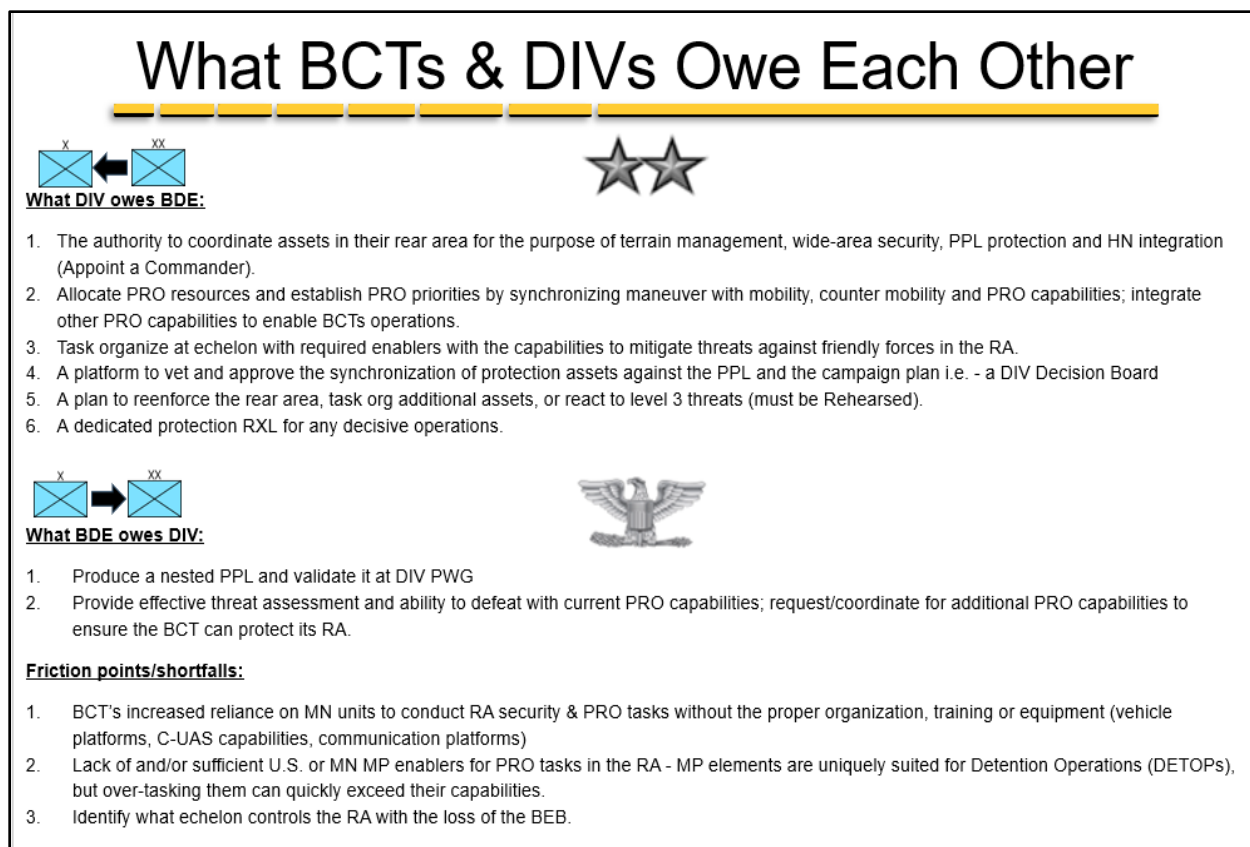 What BCTs & DIVs Owe Each Other
X XX
What DIV owes BDE:
1. The authority to coordinate assets in their rear area for the purpose of terrain management, wide-area security, PPL protection and HN integration
(Appoint a Commander).
2. Allocate PRO resources and establish PRO priorities by synchronizing maneuver with mobility, counter mobility and PRO capabilities; integrate
other PRO capabilities to enable BCTs operations.
3. Task organize at echelon with required enablers with the capabilities to mitigate threats against friendly forces in the RA.
4. A platform to vet and approve the synchronization of protection assets against the PPL and the campaign plan i.e. - a DIV Decision Board
5. A plan to reenforce the rear area, task org additional assets, or react to level 3 threats (must be Rehearsed).
6. A dedicated protection RXL for any decisive operations.
X XX
What BDE owes DIV:
1. Produce a nested PPL and validate it at DIV PWG
2. Provide effective threat assessment and ability to defeat with current PRO capabilities; request/coordinate for additional PRO capabilities to
ensure the BCT can protect its RA.
Friction points/shortfalls:
1. BCT's increased reliance on MN units to conduct RA security & PRO tasks without the proper organization, training or equipment (vehicle
platforms, C-UAS capabilities, communication platforms)
2. Lack of and/or sufficient U.S. or MN MP enablers for PRO tasks in the RA - MP elements are uniquely suited for Detention Operations (DETOPs),
but over-tasking them can quickly exceed their capabilities.
3. Identify what echelon controls the RA with the loss of the BEB.